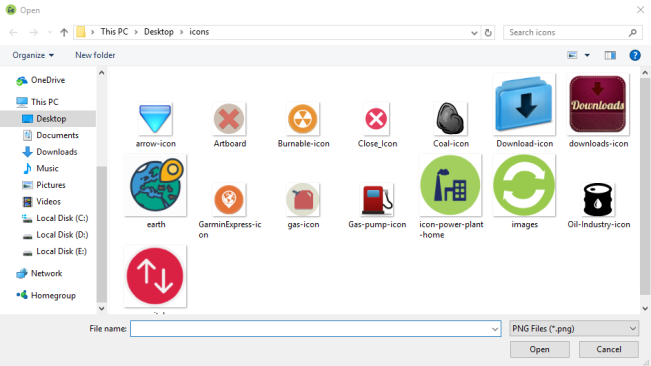 Open
This PC > Desktop > icons
Search icons
Organize
New folder
OneDrive
This PC
Desktop
Documents
Downloads
Music
Pictures
Videos
Local Disk (C:)
Local Disk (D:)
Local Disk (E:)
Network
Homegroup
Downloads
arrow-icon
Artboard
Burnable-icon
Close_Icon
Coal-icon
Download-icon
downloads-icon
earth
GarminExpress-ic
on
gas-icon
Gas-pump-icon
icon-power-plant
-home
images
Oil-Industry-icon
File name:
PNG Files (*.png)
Open
Cancel